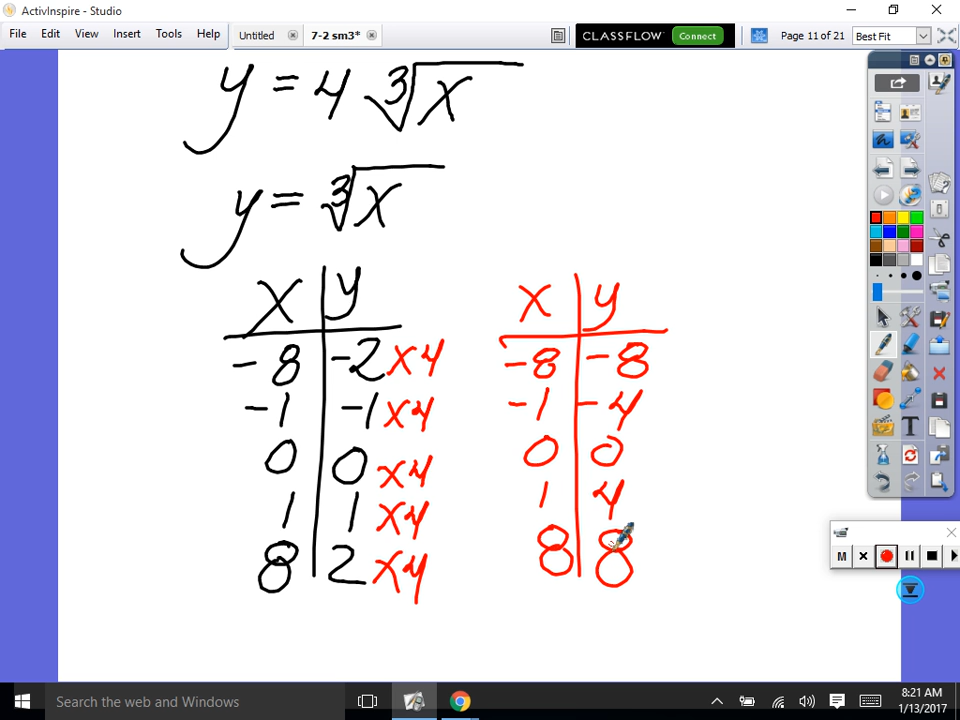 ActivInspire - Studio
File Edit View Insert Tools Help Untitled 7-2 sm3* CLASSFLOW Connect Page 11 of 21 Best Fit
y = 4 ∛x
y = ∛x
x y x y
-8 -2 x4 -8 -8
-1 -1 x4 -1 -4
0 0 x4 0 0
1 1 x4 1 4
8 2 x4 8 8
M
Search the web and Windows
8:21 AM
1/13/2017